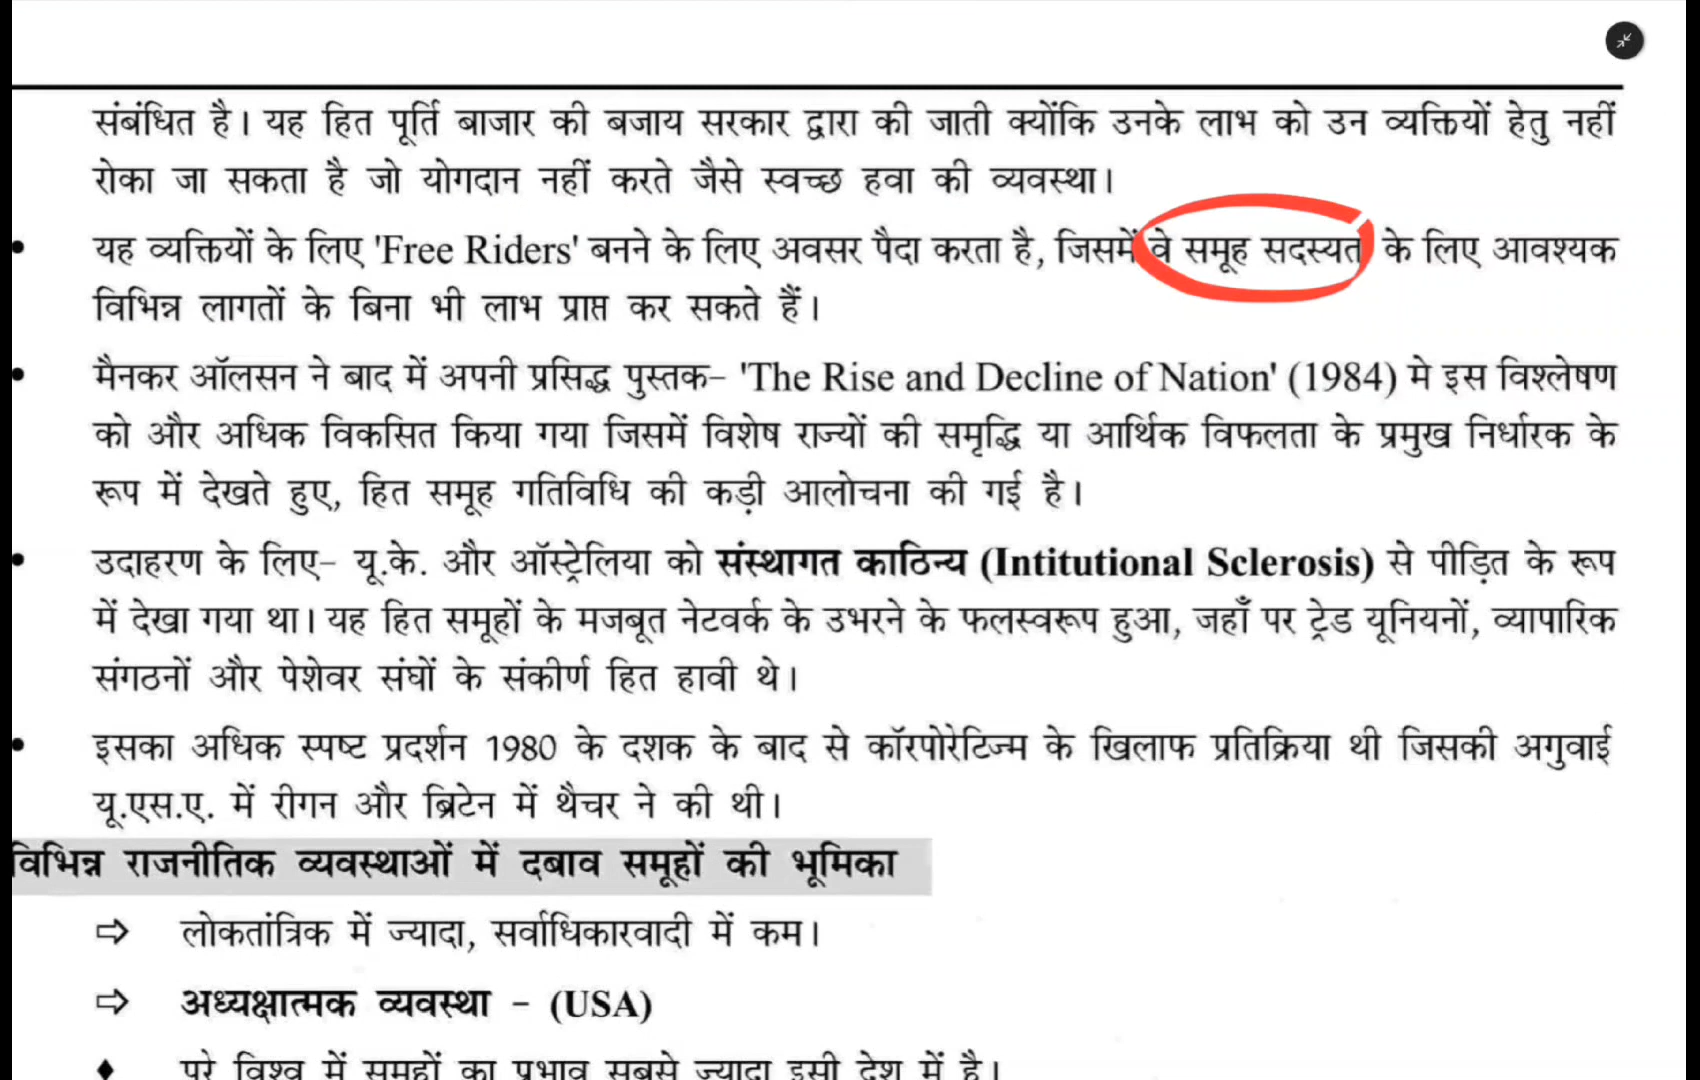 संबंधित है। यह हित पूर्ति बाजार की बजाय सरकार द्वारा की जाती क्योंकि उनके लाभ को उन व्यक्तियों हेतु नहीं
रोका जा सकता है जो योगदान नहीं करते जैसे स्वच्छ हवा की व्यवस्था।
• यह व्यक्तियों के लिए 'Free Riders' बनने के लिए अवसर पैदा करता है, जिसमें वे समूह सदस्यत के लिए आवश्यक
विभिन्न लागतों के बिना भी लाभ प्राप्त कर सकते हैं।
• मैनकर ऑलसन ने बाद में अपनी प्रसिद्ध पुस्तक– 'The Rise and Decline of Nation' (1984) मे इस विश्लेषण
को और अधिक विकसित किया गया जिसमें विशेष राज्यों की समृद्धि या आर्थिक विफलता के प्रमुख निर्धारक के
रूप में देखते हुए, हित समूह गतिविधि की कड़ी आलोचना की गई है।
• उदाहरण के लिए– यू.के. और ऑस्ट्रेलिया को संस्थागत काठिन्य (Intitutional Sclerosis) से पीड़ित के रूप
में देखा गया था। यह हित समूहों के मजबूत नेटवर्क के उभरने के फलस्वरूप हुआ, जहाँ पर ट्रेड यूनियनों, व्यापारिक
संगठनों और पेशेवर संघों के संकीर्ण हित हावी थे।
• इसका अधिक स्पष्ट प्रदर्शन 1980 के दशक के बाद से कॉरपोरेटिज्म के खिलाफ प्रतिक्रिया थी जिसकी अगुवाई
यू.एस.ए. में रीगन और ब्रिटेन में थैचर ने की थी।
विभिन्न राजनीतिक व्यवस्थाओं में दबाव समूहों की भूमिका
⇨ लोकतांत्रिक में ज्यादा, सर्वाधिकारवादी में कम।
⇨ अध्यक्षात्मक व्यवस्था – (USA)
♦ पूरे विश्व में समूहों का प्रभाव सबसे ज्यादा इसी देश में है।